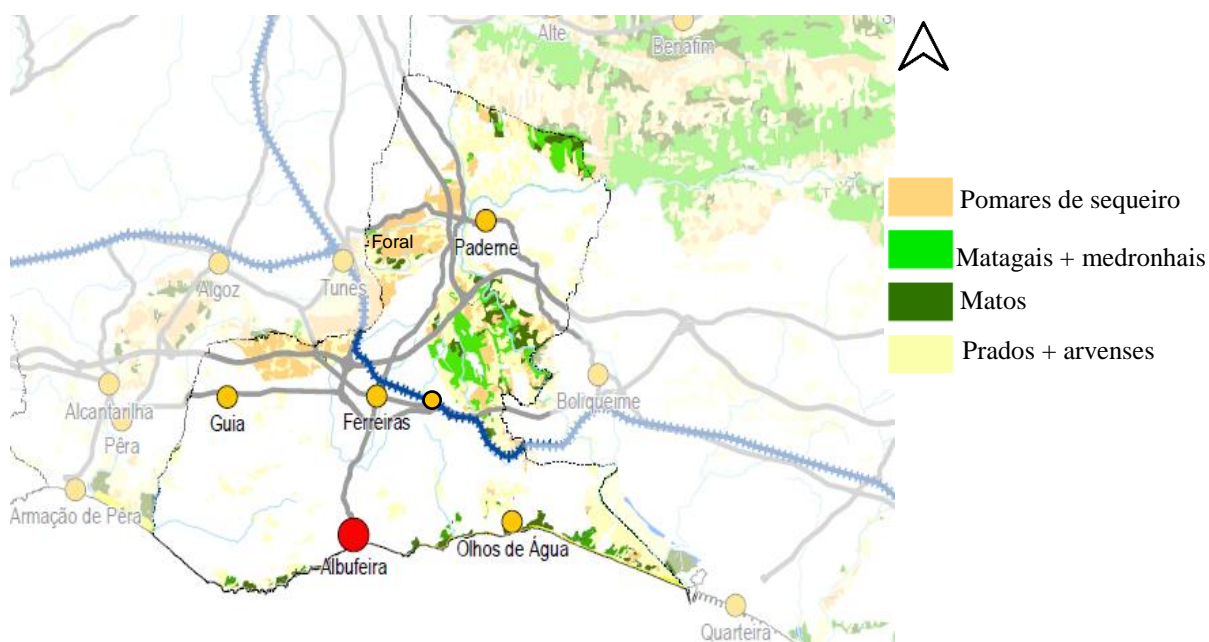 Alte
Benafim
Foral
Paderne
Algoz
Tunes
Alcantarilha
Pêra
Guia
Ferreiras
Boliqueime
Armação de Pêra
Albufeira
Olhos de Água
Quarteira
Pomares de sequeiro
Matagais + medronhais
Matos
Prados + arvenses